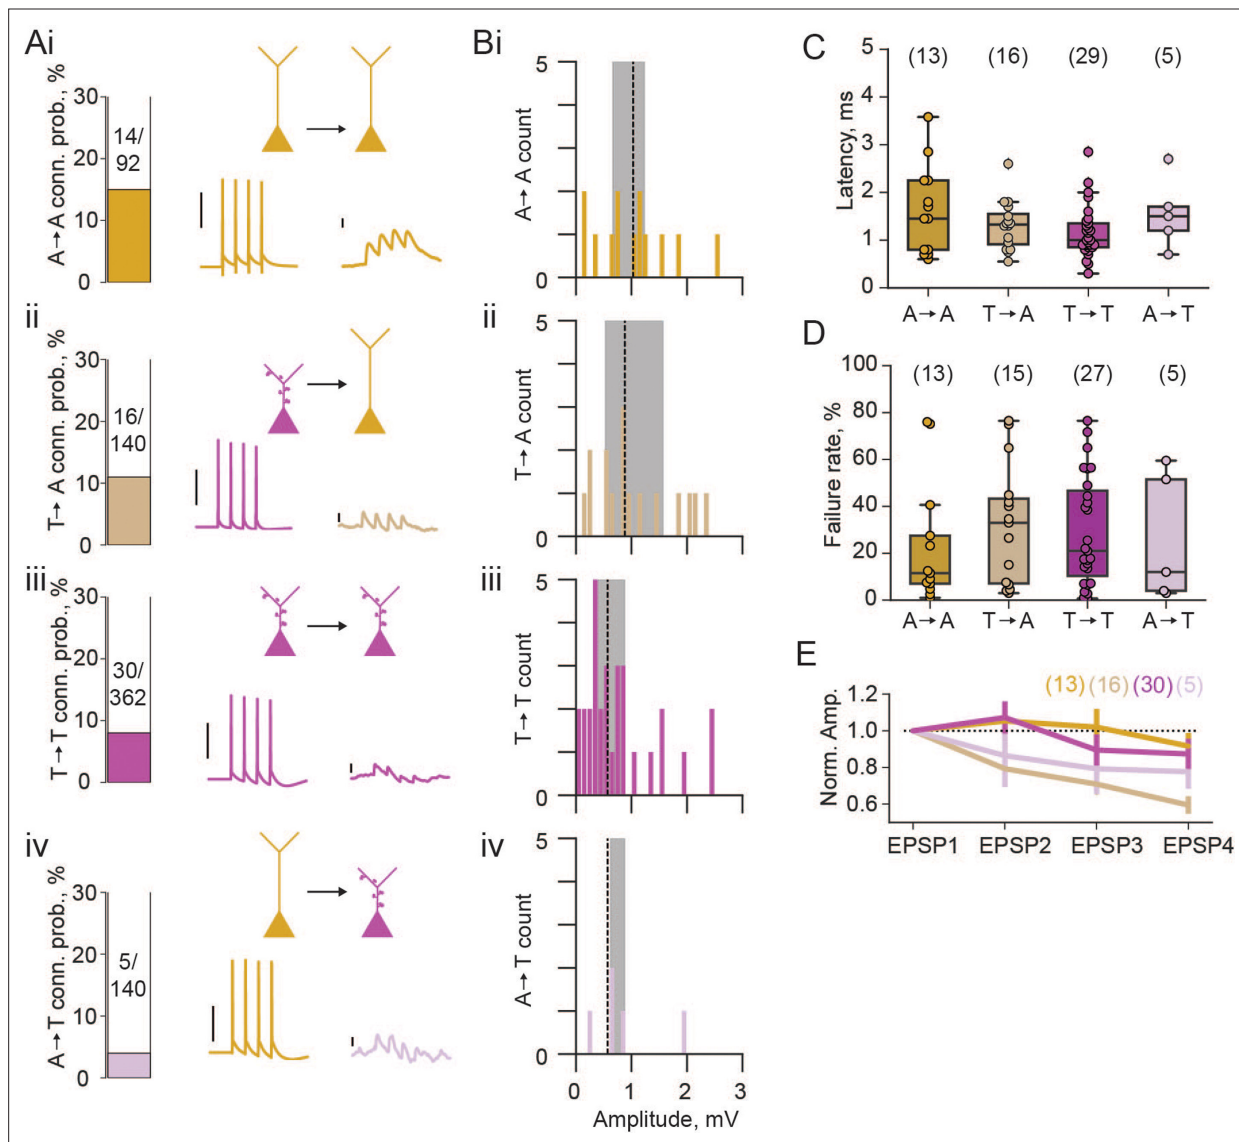 Ai
A→A conn. prob., %
30
20
10
0
14/
92
ii
T→A conn. prob., %
30
20
10
0
16/
140
iii
T→T conn. prob., %
30
20
10
0
30/
362
iv
A→T conn. prob., %
30
20
10
0
5/
140
Bi
A→A count
5
0
ii
T→A count
5
0
iii
T→T count
5
0
iv
A→T count
5
0
0 1 2 3
Amplitude, mV
C
Latency, ms
5
4
3
2
1
0
(13) (16) (29) (5)
A→A T→A T→T A→T
D
Failure rate, %
100
80
60
40
20
0
(13) (15) (27) (5)
A→A T→A T→T A→T
E
Norm. Amp.
(13) (16) (30) (5)
1.2
1.0
0.8
0.6
EPSP1 EPSP2 EPSP3 EPSP4